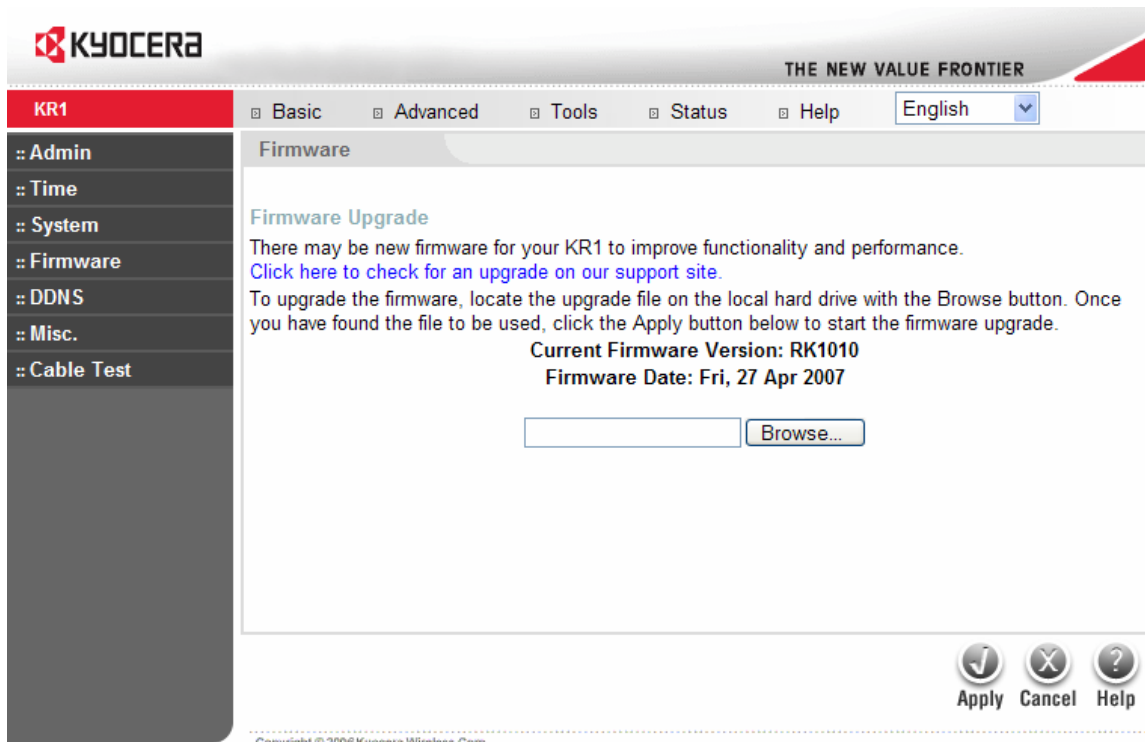 KYOCERA
THE NEW VALUE FRONTIER
KR1
Basic Advanced Tools Status Help English
:: Admin
:: Time
:: System
:: Firmware
:: DDNS
:: Misc.
:: Cable Test
Firmware
Firmware Upgrade
There may be new firmware for your KR1 to improve functionality and performance.
Click here to check for an upgrade on our support site.
To upgrade the firmware, locate the upgrade file on the local hard drive with the Browse button. Once
you have found the file to be used, click the Apply button below to start the firmware upgrade.
Current Firmware Version: RK1010
Firmware Date: Fri, 27 Apr 2007
Browse...
Apply Cancel Help
Copyright © 2006 Kyocera Wireless Corp.